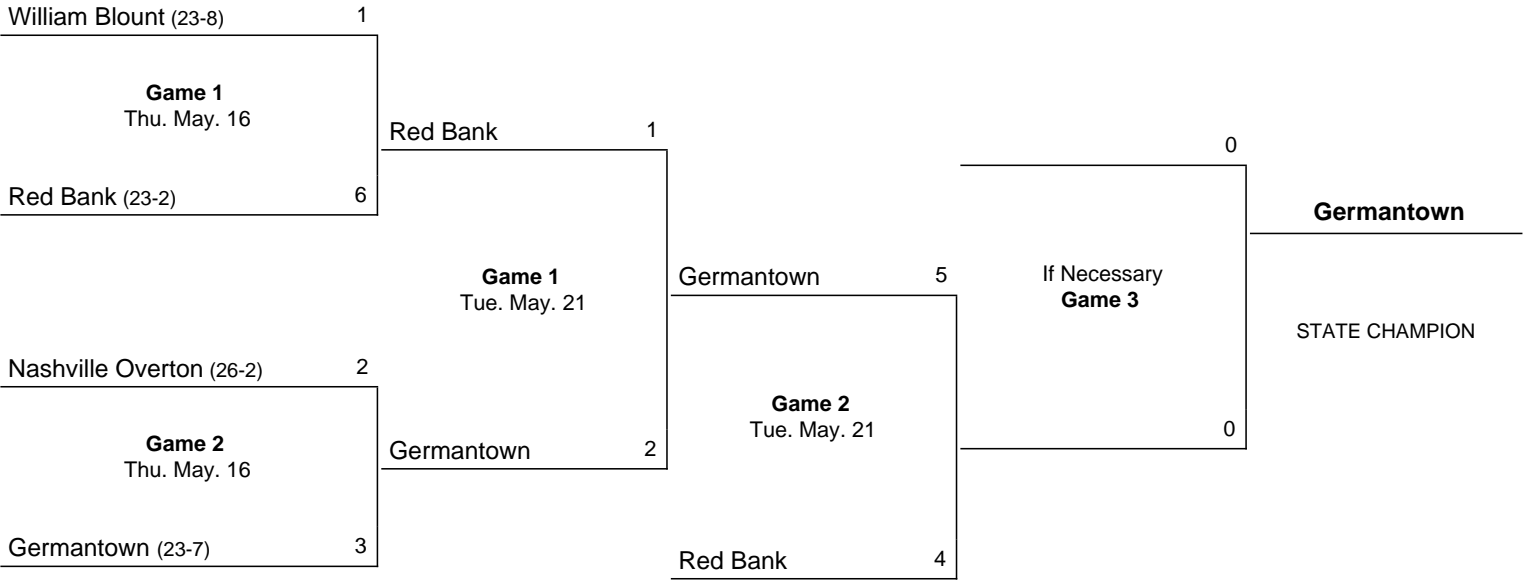 William Blount (23-8) 1
Game 1
Thu. May. 16
Red Bank (23-2) 6
Nashville Overton (26-2) 2
Game 2
Thu. May. 16
Germantown (23-7) 3
Red Bank 1
Game 1
Tue. May. 21
Germantown 2
Germantown 5
Game 2
Tue. May. 21
Red Bank 4
0
If Necessary
Game 3
0
Germantown
STATE CHAMPION